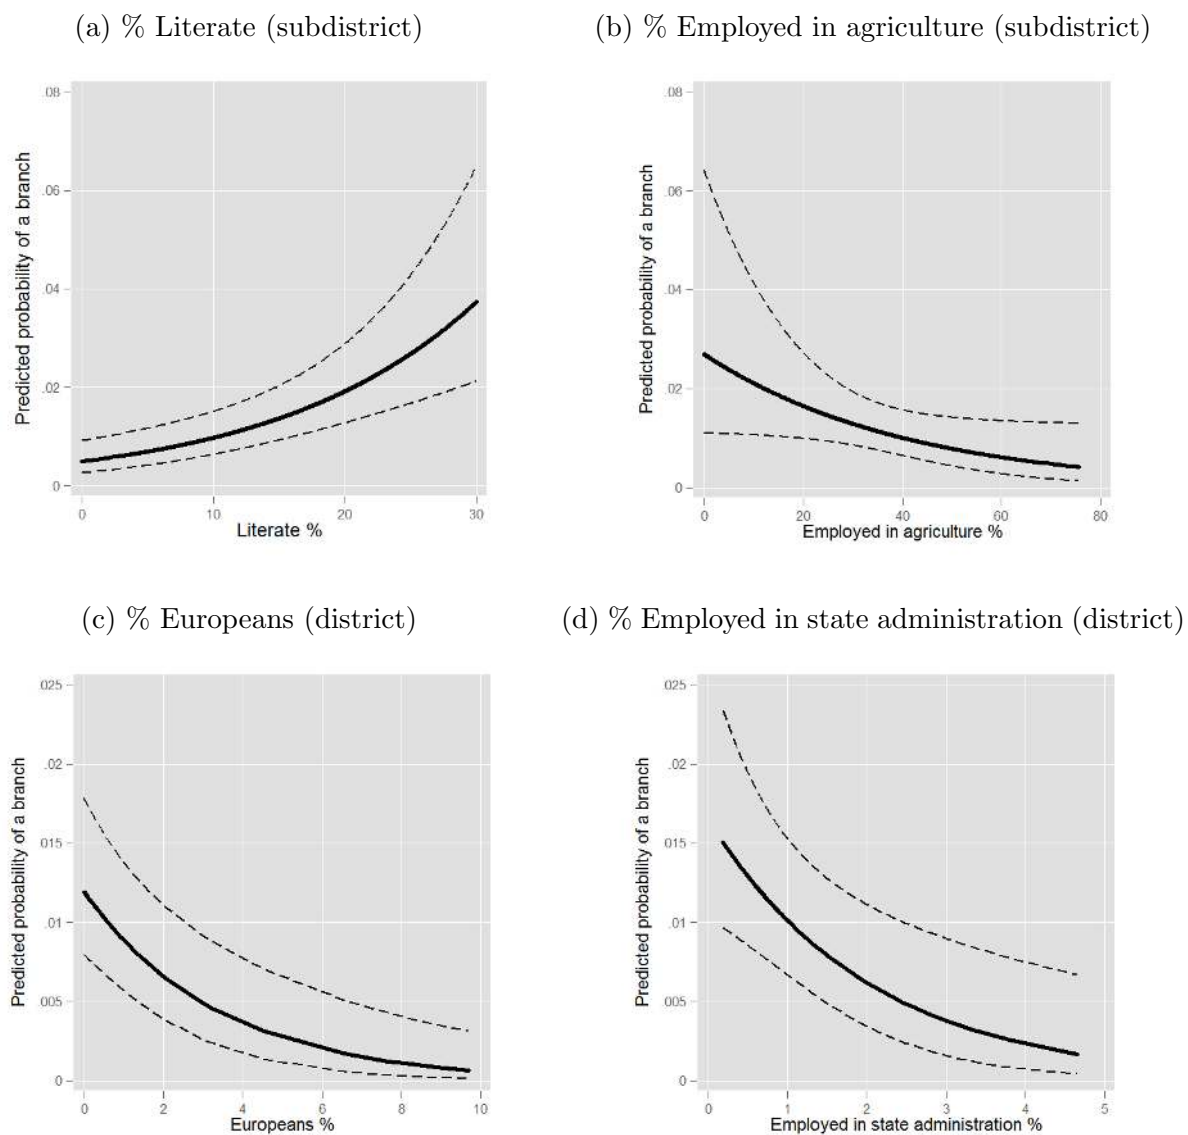 (a) % Literate (subdistrict)
(b) % Employed in agriculture (subdistrict)
Predicted probability of a branch
.08
.06
.04
.02
0
0 10 20 30
Literate %
Predicted probability of a branch
.08
.06
.04
.02
0
0 20 40 60 80
Employed in agriculture %
(c) % Europeans (district)
(d) % Employed in state administration (district)
Predicted probability of a branch
025
.02
015
.01
.005
0
0 2 4 6 8 10
Europeans %
Predicted probability of a branch
025
.02
015
.01
.005
0
0 1 2 3 4 5
Employed in state administration %